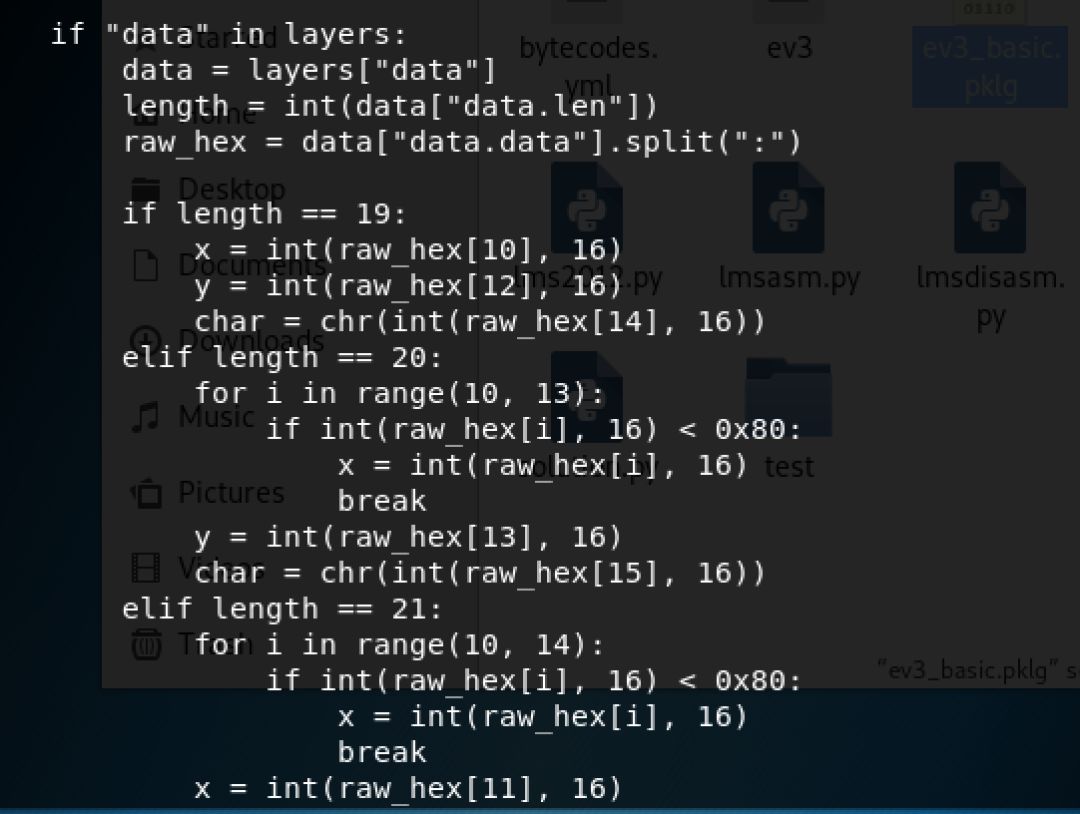 if "data" in layers:
    data = layers["data"]
    length = int(data["data.len"])
    raw_hex = data["data.data"].split(":")

    if length == 19:
        x = int(raw_hex[10], 16)
        y = int(raw_hex[12], 16)
        char = chr(int(raw_hex[14], 16))
    elif length == 20:
        for i in range(10, 13):
            if int(raw_hex[i], 16) < 0x80:
                x = int(raw_hex[i], 16)
                break
        y = int(raw_hex[13], 16)
        char = chr(int(raw_hex[15], 16))
    elif length == 21:
        for i in range(10, 14):
            if int(raw_hex[i], 16) < 0x80:
                x = int(raw_hex[i], 16)
                break
        x = int(raw_hex[11], 16)
Starred
Home
Desktop
Documents
Downloads
Music
Pictures
Videos
Trash
01110
bytecodes.
yml
ev3
ev3_basic.
pklg
lms2012.py
lmsasm.py
lmsdisasm.
py
test
"ev3_basic.pklg" s